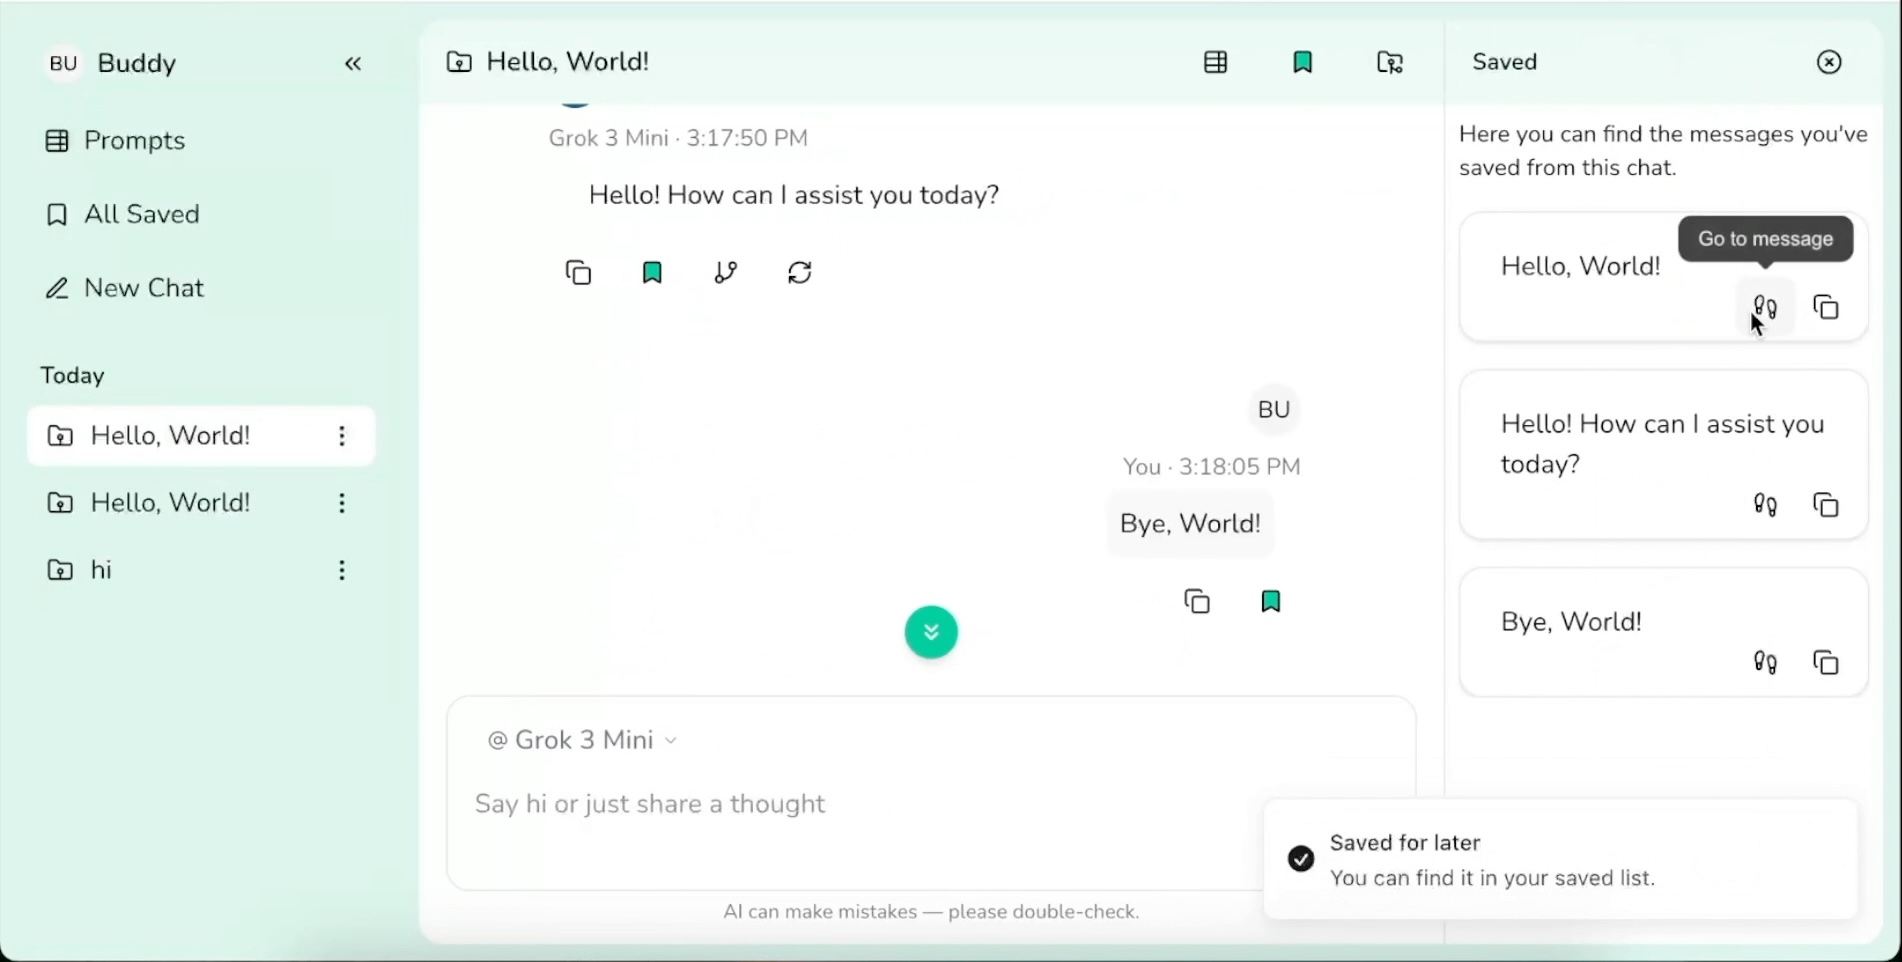 BU Buddy
Prompts
All Saved
New Chat
Today
Hello, World!
Hello, World!
hi
Hello, World!
Grok 3 Mini · 3:17:50 PM
Hello! How can I assist you today?
BU
You · 3:18:05 PM
Bye, World!
@ Grok 3 Mini
Say hi or just share a thought
AI can make mistakes — please double-check.
Saved
Here you can find the messages you've
saved from this chat.
Go to message
Hello, World!
Hello! How can I assist you
today?
Bye, World!
Saved for later
You can find it in your saved list.